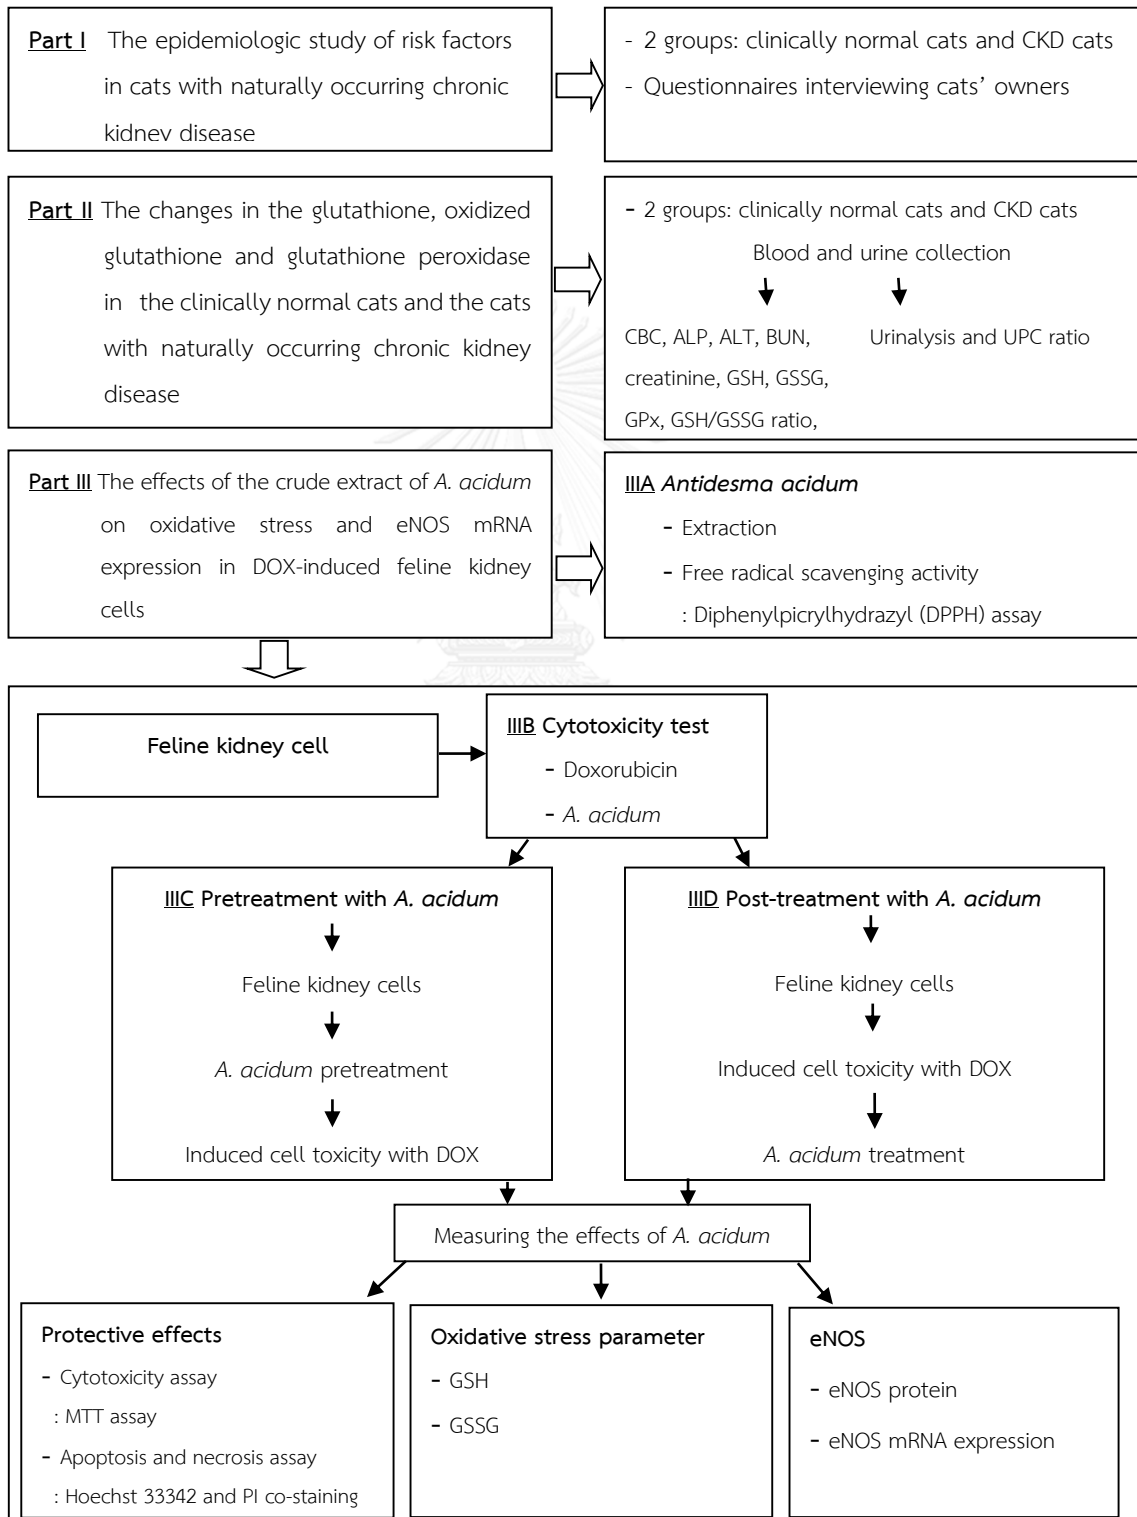 Part I The epidemiologic study of risk factors
in cats with naturally occurring chronic
kidney disease
- 2 groups: clinically normal cats and CKD cats
- Questionnaires interviewing cats' owners
Part II The changes in the glutathione, oxidized
glutathione and glutathione peroxidase
in the clinically normal cats and the cats
with naturally occurring chronic kidney
disease
- 2 groups: clinically normal cats and CKD cats
Blood and urine collection
CBC, ALP, ALT, BUN,
creatinine, GSH, GSSG,
GPx, GSH/GSSG ratio,
Urinalysis and UPC ratio
Part III The effects of the crude extract of A. acidum
on oxidative stress and eNOS mRNA
expression in DOX-induced feline kidney
cells
IIIA Antidesma acidum
- Extraction
- Free radical scavenging activity
: Diphenylpicrylhydrazyl (DPPH) assay
Feline kidney cell
IIIB Cytotoxicity test
- Doxorubicin
- A. acidum
IIIC Pretreatment with A. acidum
Feline kidney cells
A. acidum pretreatment
Induced cell toxicity with DOX
IIID Post-treatment with A. acidum
Feline kidney cells
Induced cell toxicity with DOX
A. acidum treatment
Measuring the effects of A. acidum
Protective effects
- Cytotoxicity assay
: MTT assay
- Apoptosis and necrosis assay
: Hoechst 33342 and PI co-staining
Oxidative stress parameter
- GSH
- GSSG
eNOS
- eNOS protein
- eNOS mRNA expression